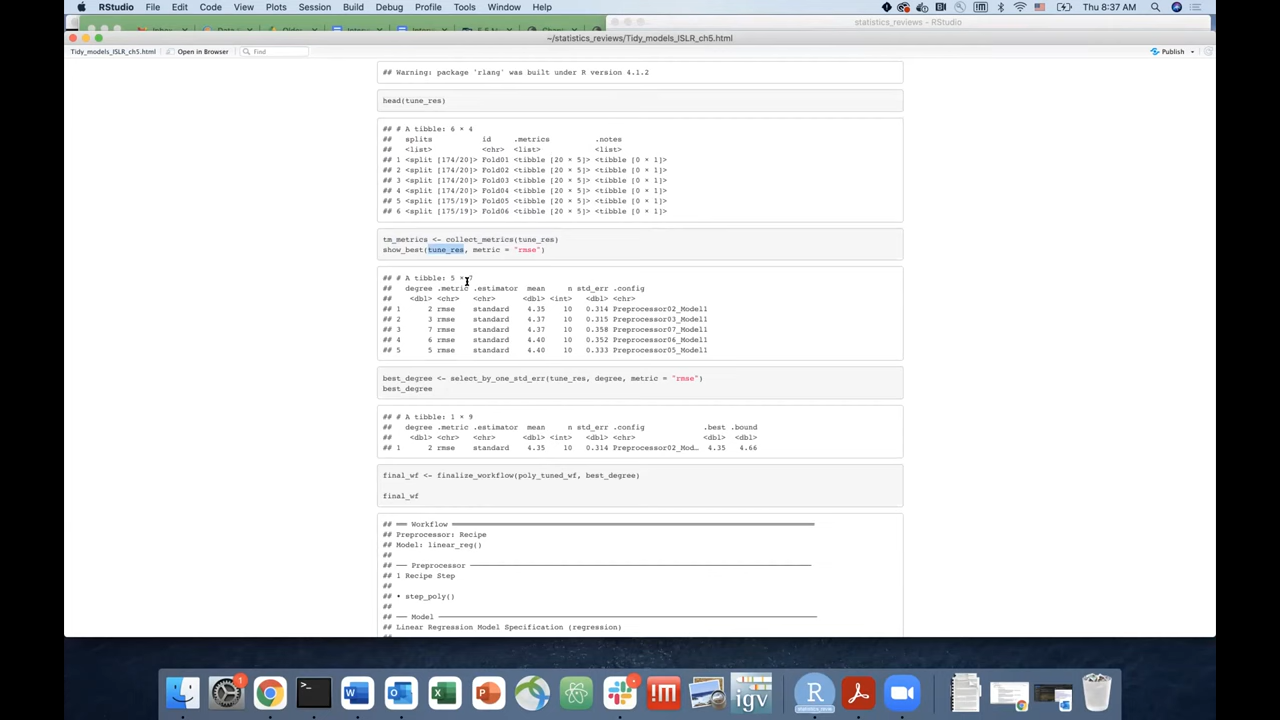 RStudio File Edit Code View Plots Session Build Debug Profile Tools Window Help Thu 8:37 AM
statistics_reviews - RStudio
~/statistics_reviews/Tidy_models_ISLR_ch5.html
Tidy_models_ISLR_ch5.html Open in Browser Find Publish
## Warning: package 'rlang' was built under R version 4.1.2
head(tune_res)
## # A tibble: 6 × 4
## splits id .metrics .notes
## <list> <chr> <list> <list>
## 1 <split [174/20]> Fold01 <tibble [20 × 5]> <tibble [0 × 1]>
## 2 <split [174/20]> Fold02 <tibble [20 × 5]> <tibble [0 × 1]>
## 3 <split [174/20]> Fold03 <tibble [20 × 5]> <tibble [0 × 1]>
## 4 <split [174/20]> Fold04 <tibble [20 × 5]> <tibble [0 × 1]>
## 5 <split [175/19]> Fold05 <tibble [20 × 5]> <tibble [0 × 1]>
## 6 <split [175/19]> Fold06 <tibble [20 × 5]> <tibble [0 × 1]>
tm_metrics <- collect_metrics(tune_res)
show_best(tune_res, metric = "rmse")
## # A tibble: 5 × 7
## degree .metric .estimator mean n std_err .config
## <dbl> <chr> <chr> <dbl> <int> <dbl> <chr>
## 1 2 rmse standard 4.35 10 0.314 Preprocessor02_Model1
## 2 3 rmse standard 4.37 10 0.315 Preprocessor03_Model1
## 3 7 rmse standard 4.37 10 0.358 Preprocessor07_Model1
## 4 6 rmse standard 4.40 10 0.352 Preprocessor06_Model1
## 5 5 rmse standard 4.40 10 0.333 Preprocessor05_Model1
best_degree <- select_by_one_std_err(tune_res, degree, metric = "rmse")
best_degree
## # A tibble: 1 × 9
## degree .metric .estimator mean n std_err .config .best .bound
## <dbl> <chr> <chr> <dbl> <int> <dbl> <chr> <dbl> <dbl>
## 1 2 rmse standard 4.35 10 0.314 Preprocessor02_Mod… 4.35 4.66
final_wf <- finalize_workflow(poly_tuned_wf, best_degree)
final_wf
## ══ Workflow ════════════════════
## Preprocessor: Recipe
## Model: linear_reg()
##
## ── Preprocessor ────────────────────
## 1 Recipe Step
##
## • step_poly()
##
## ── Model ────────────────────
## Linear Regression Model Specification (regression)